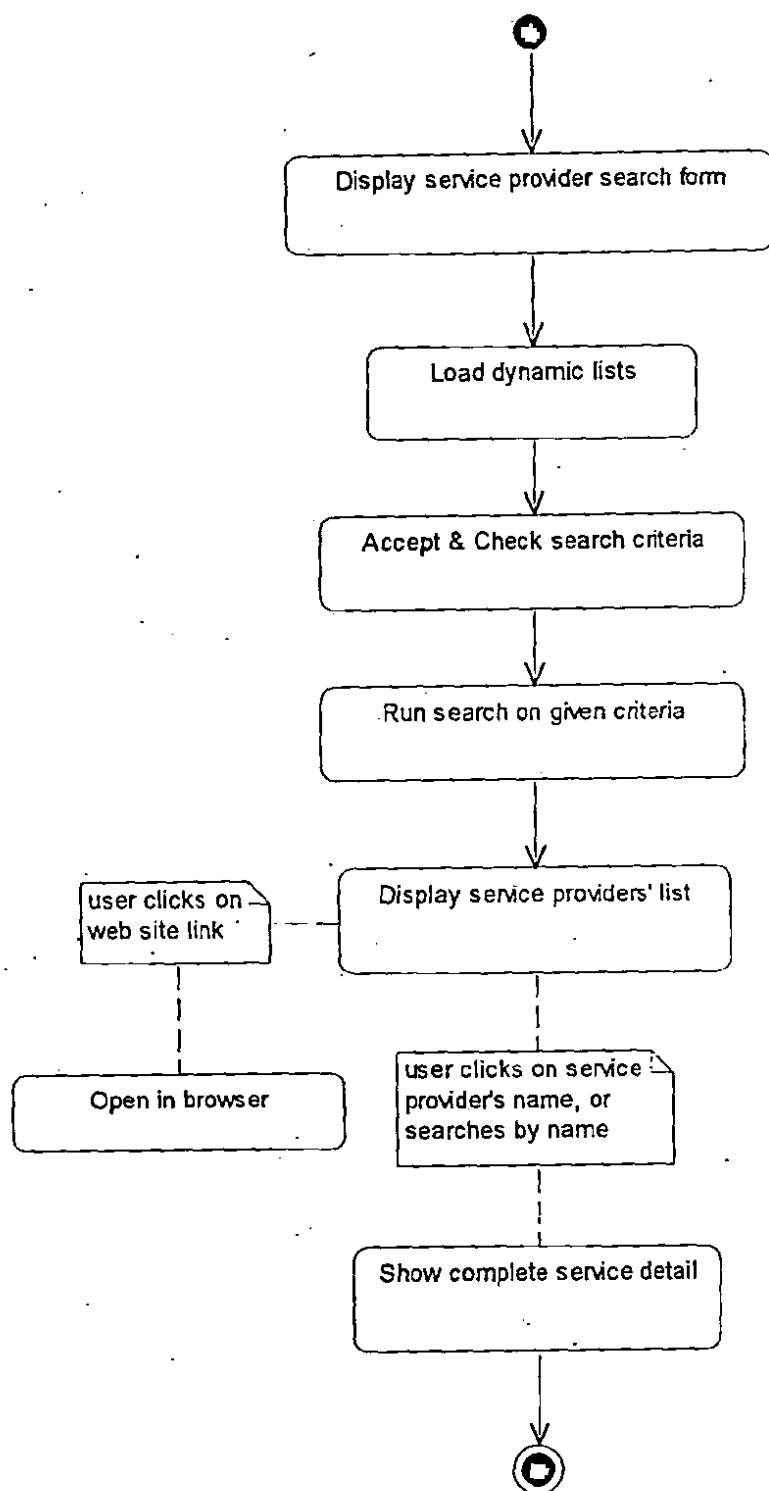 Display service provider search form
Load dynamic lists
Accept & Check search criteria
Run search on given criteria
Display service providers' list
user clicks on
web site link
Open in browser
user clicks on service
provider's name, or
searches by name
Show complete service detail